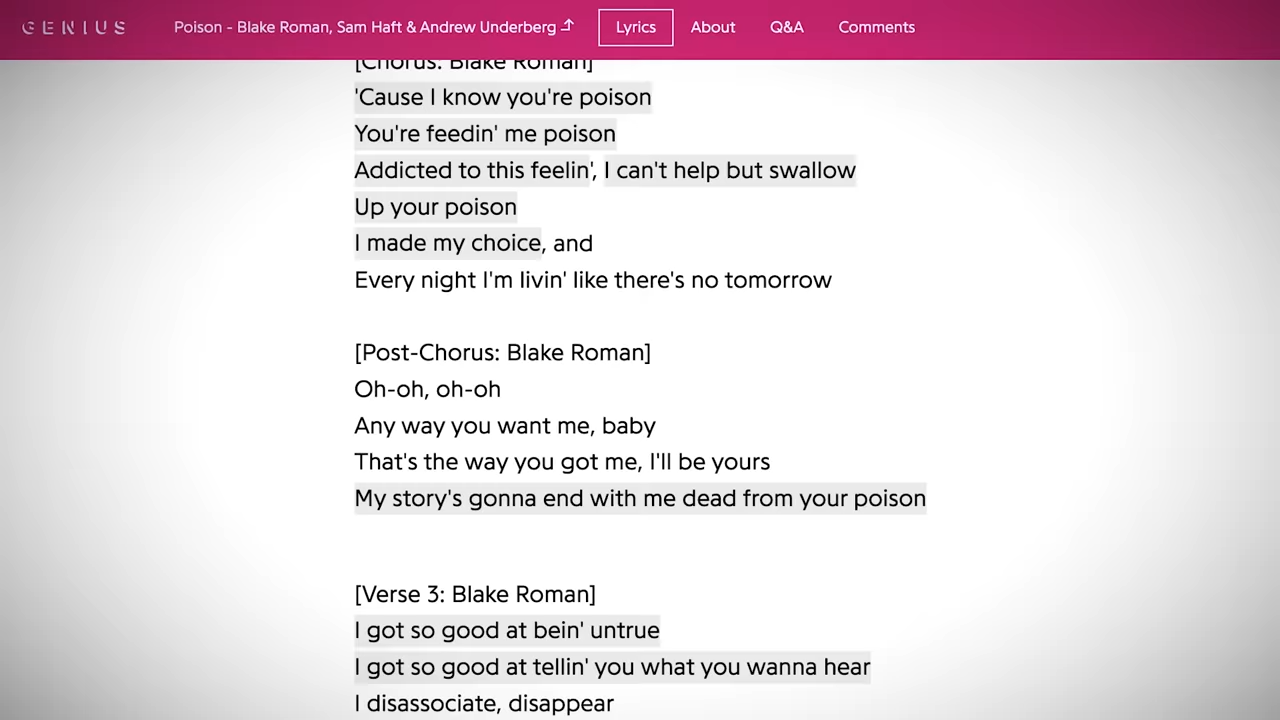 GENIUS Poison - Blake Roman, Sam Haft & Andrew Underberg Lyrics About Q&A Comments
[Chorus: Blake Roman]
'Cause I know you're poison
You're feedin' me poison
Addicted to this feelin', I can't help but swallow
Up your poison
I made my choice, and
Every night I'm livin' like there's no tomorrow
[Post-Chorus: Blake Roman]
Oh-oh, oh-oh
Any way you want me, baby
That's the way you got me, I'll be yours
My story's gonna end with me dead from your poison
[Verse 3: Blake Roman]
I got so good at bein' untrue
I got so good at tellin' you what you wanna hear
I disassociate, disappear